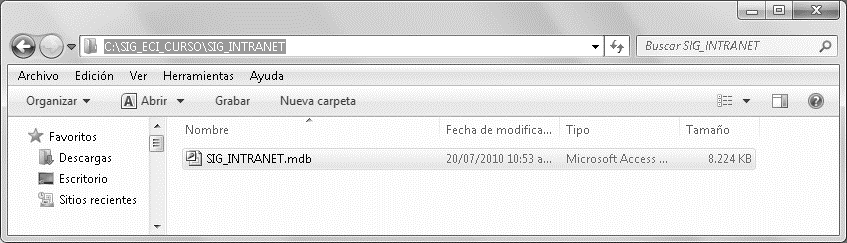 C:\SIG_ECI_CURSO\SIG_INTRANET
Buscar SIG_INTRANET
Archivo Edición Ver Herramientas Ayuda
Organizar Abrir Grabar Nueva carpeta
Favoritos
Descargas
Escritorio
Sitios recientes
Nombre Fecha de modifica... Tipo Tamaño
SIG_INTRANET.mdb 20/07/2010 10:53 a... Microsoft Access ... 8.224 KB